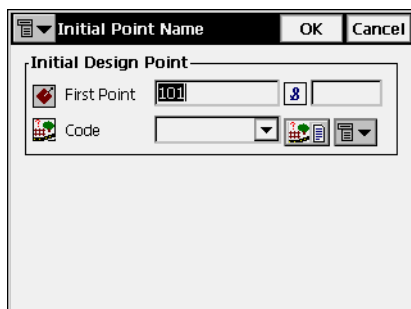 Initial Point Name OK Cancel
Initial Design Point
First Point 101
Code